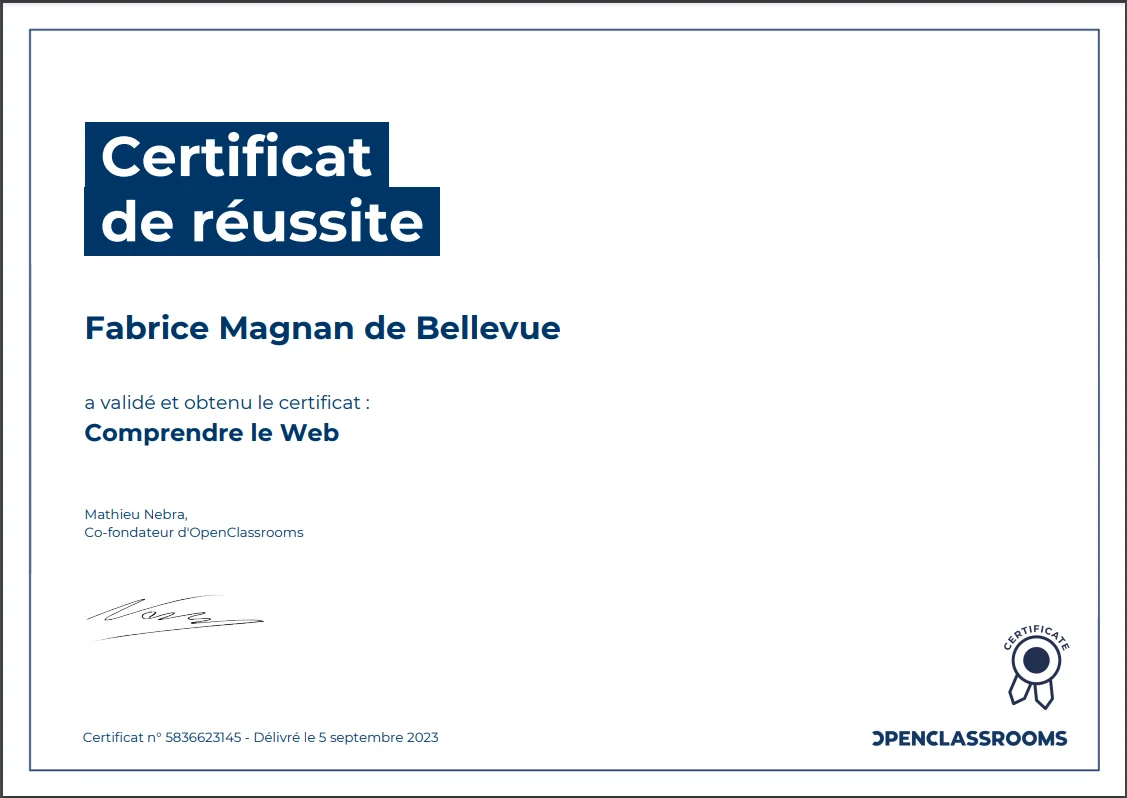 Certificat
de réussite
Fabrice Magnan de Bellevue
a validé et obtenu le certificat :
Comprendre le Web
Mathieu Nebra,
Co-fondateur d'OpenClassrooms
CERTIFICATE
Certificat n° 5836623145 - Délivré le 5 septembre 2023
OPENCLASSROOMS